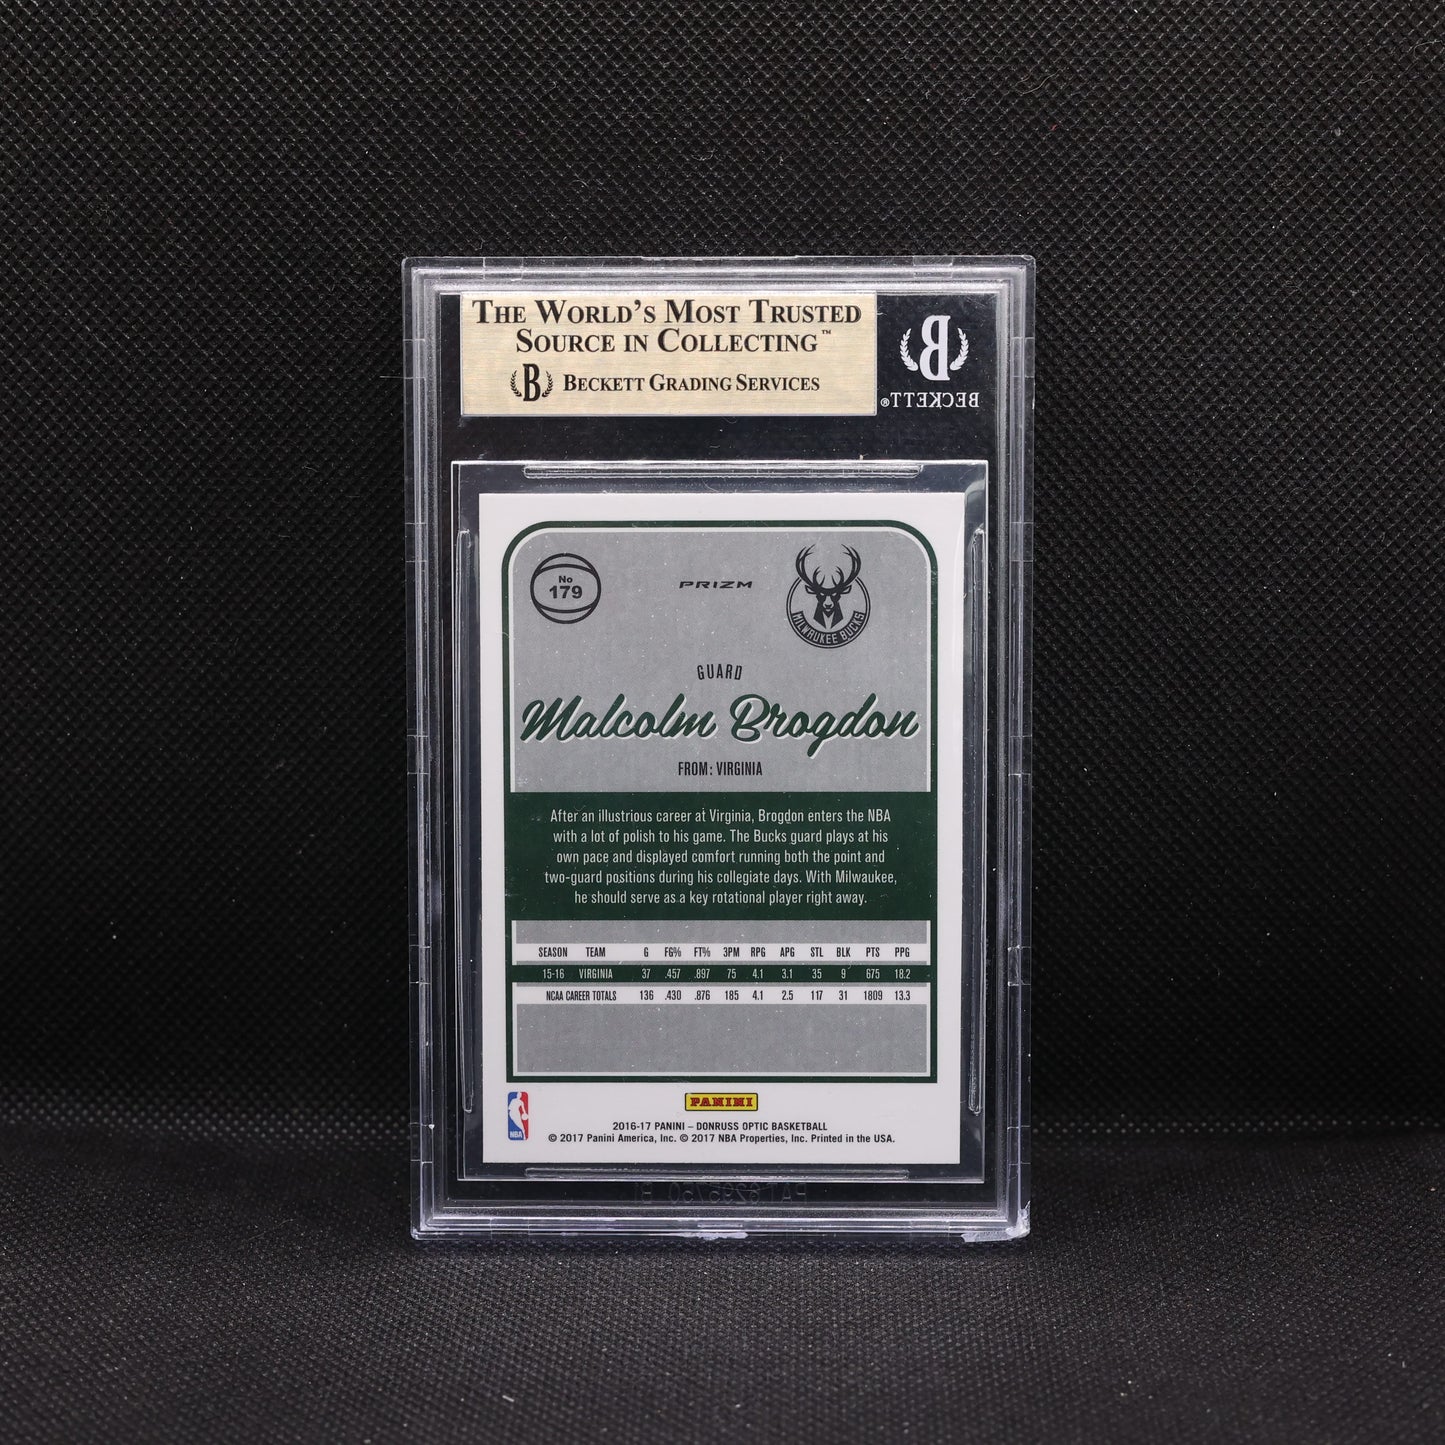 THE WORLD'S MOST TRUSTED
SOURCE IN COLLECTING™
B BECKETT GRADING SERVICES
B
BECKETT®
No
179
PRIZM
MILWAUKEE BUCKS
GUARD
Malcolm Brogdon
FROM: VIRGINIA
After an illustrious career at Virginia, Brogdon enters the NBA
with a lot of polish to his game. The Bucks guard plays at his
own pace and displayed comfort running both the point and
two-guard positions during his collegiate days. With Milwaukee,
he should serve as a key rotational player right away.
SEASON TEAM G FG% FT% 3PM RPG APG STL BLK PTS PPG
15-16 VIRGINIA 37 .457 .897 75 4.1 3.1 35 9 675 18.2
NCAA CAREER TOTALS 136 .430 .876 185 4.1 2.5 117 31 1809 13.3
PANINI
NBA
2016-17 PANINI – DONRUSS OPTIC BASKETBALL
© 2017 Panini America, Inc. © 2017 NBA Properties, Inc. Printed in the USA.